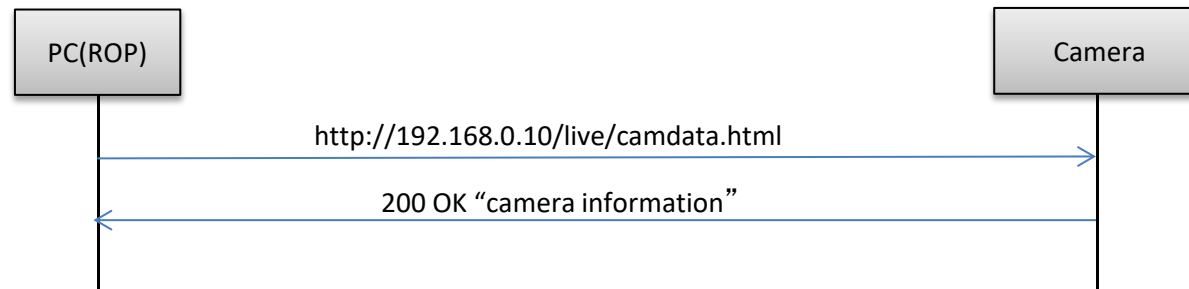 PC(ROP)
Camera
http://192.168.0.10/live/camdata.html
200 OK “camera information”